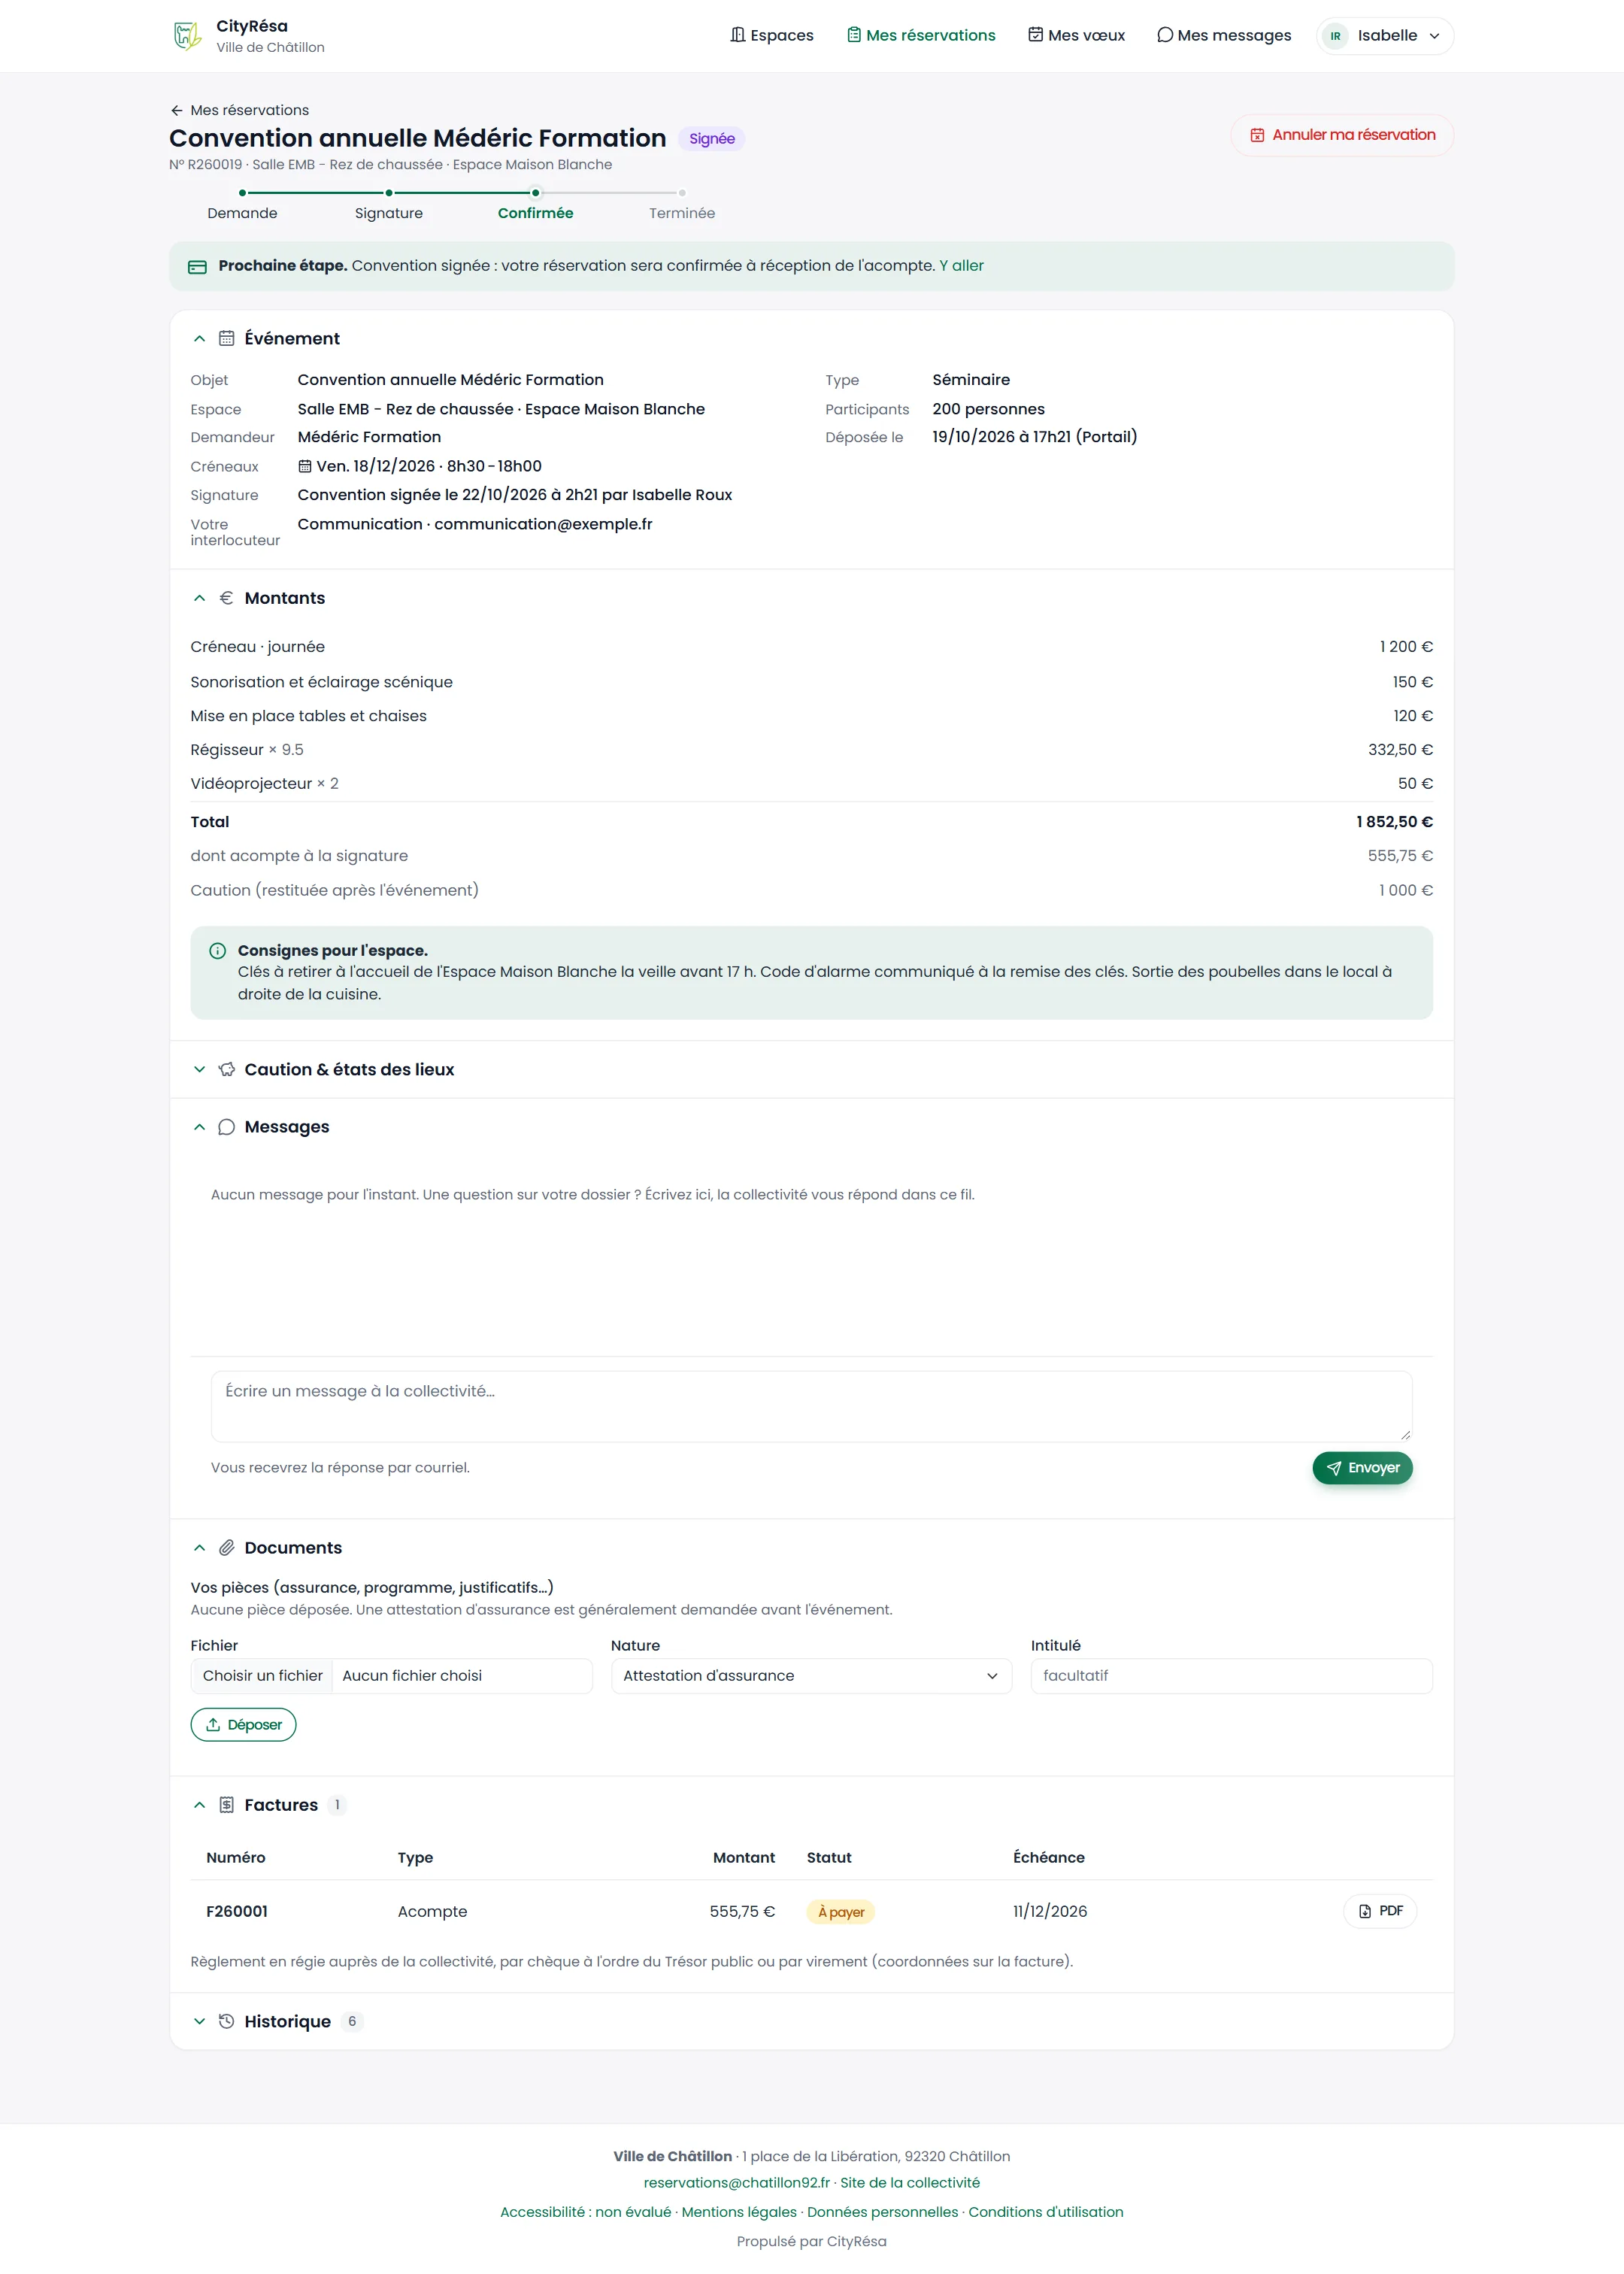 CityRésa
Ville de Châtillon
Espaces
Mes réservations
Mes vœux
Mes messages
IR
Isabelle
Mes réservations
Convention annuelle Médéric Formation
Signée
Annuler ma réservation
N° R260019 · Salle EMB - Rez de chaussée · Espace Maison Blanche
Demande
Signature
Confirmée
Terminée
Prochaine étape. Convention signée : votre réservation sera confirmée à réception de l'acompte. Y aller
Événement
Objet
Convention annuelle Médéric Formation
Type
Séminaire
Espace
Salle EMB - Rez de chaussée · Espace Maison Blanche
Participants
200 personnes
Demandeur
Médéric Formation
Déposée le
19/10/2026 à 17h21 (Portail)
Créneaux
Ven. 18/12/2026 · 8h30–18h00
Signature
Convention signée le 22/10/2026 à 2h21 par Isabelle Roux
Votre
interlocuteur
Communication · communication@exemple.fr
Montants
Créneau · journée
1 200 €
Sonorisation et éclairage scénique
150 €
Mise en place tables et chaises
120 €
Régisseur × 9.5
332,50 €
Vidéoprojecteur × 2
50 €
Total
1 852,50 €
dont acompte à la signature
555,75 €
Caution (restituée après l'événement)
1 000 €
Consignes pour l'espace.
Clés à retirer à l'accueil de l'Espace Maison Blanche la veille avant 17 h. Code d'alarme communiqué à la remise des clés. Sortie des poubelles dans le local à
droite de la cuisine.
Caution & états des lieux
Messages
Aucun message pour l'instant. Une question sur votre dossier ? Écrivez ici, la collectivité vous répond dans ce fil.
Écrire un message à la collectivité…
Vous recevrez la réponse par courriel.
Envoyer
Documents
Vos pièces (assurance, programme, justificatifs…)
Aucune pièce déposée. Une attestation d'assurance est généralement demandée avant l'événement.
Fichier
Nature
Intitulé
Choisir un fichier
Aucun fichier choisi
Attestation d'assurance
facultatif
Déposer
Factures 1
Numéro
Type
Montant
Statut
Échéance
F260001
Acompte
555,75 €
À payer
11/12/2026
PDF
Règlement en régie auprès de la collectivité, par chèque à l'ordre du Trésor public ou par virement (coordonnées sur la facture).
Historique 6
Ville de Châtillon · 1 place de la Libération, 92320 Châtillon
reservations@chatillon92.fr · Site de la collectivité
Accessibilité : non évalué · Mentions légales · Données personnelles · Conditions d'utilisation
Propulsé par CityRésa